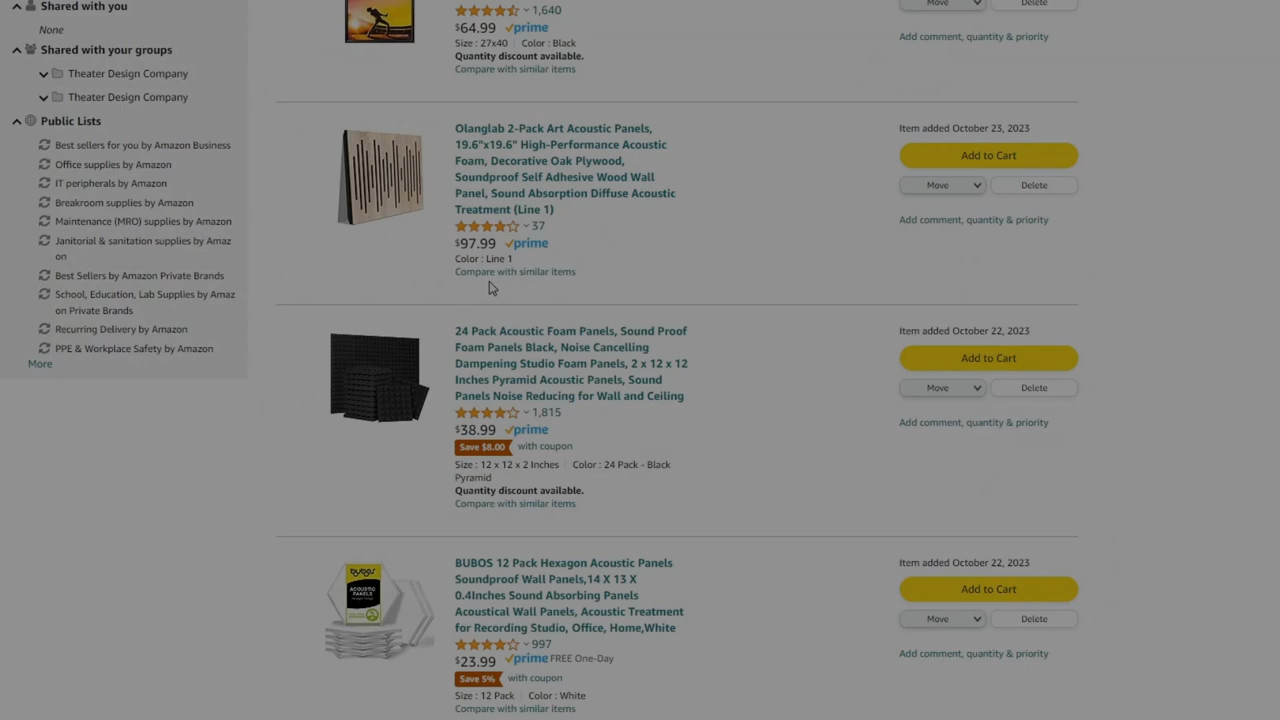 Shared with you
None
Shared with your groups
Theater Design Company
Theater Design Company
Public Lists
Best sellers for you by Amazon Business
Office supplies by Amazon
IT peripherals by Amazon
Breakroom supplies by Amazon
Maintenance (MRO) supplies by Amazon
Janitorial & sanitation supplies by Amaz
on
Best Sellers by Amazon Private Brands
School, Education, Lab Supplies by Amaz
on Private Brands
Recurring Delivery by Amazon
PPE & Workplace Safety by Amazon
More
1,640
$64.99 prime
Size : 27x40 Color : Black
Quantity discount available.
Compare with similar items
Move Delete
Add comment, quantity & priority
Olanglab 2-Pack Art Acoustic Panels,
19.6"x19.6" High-Performance Acoustic
Foam, Decorative Oak Plywood,
Soundproof Self Adhesive Wood Wall
Panel, Sound Absorption Diffuse Acoustic
Treatment (Line 1)
37
$97.99 prime
Color : Line 1
Compare with similar items
Item added October 23, 2023
Add to Cart
Move Delete
Add comment, quantity & priority
24 Pack Acoustic Foam Panels, Sound Proof
Foam Panels Black, Noise Cancelling
Dampening Studio Foam Panels, 2 x 12 x 12
Inches Pyramid Acoustic Panels, Sound
Panels Noise Reducing for Wall and Ceiling
1,815
$38.99 prime
Save $8.00 with coupon
Size : 12 x 12 x 2 Inches Color : 24 Pack - Black
Pyramid
Quantity discount available.
Compare with similar items
Item added October 22, 2023
Add to Cart
Move Delete
Add comment, quantity & priority
bubos
ACOUSTIC
PANELS
BUBOS 12 Pack Hexagon Acoustic Panels
Soundproof Wall Panels,14 X 13 X
0.4Inches Sound Absorbing Panels
Acoustical Wall Panels, Acoustic Treatment
for Recording Studio, Office, Home,White
997
$23.99 prime FREE One-Day
Save 5% with coupon
Size : 12 Pack Color : White
Compare with similar items
Item added October 22, 2023
Add to Cart
Move Delete
Add comment, quantity & priority